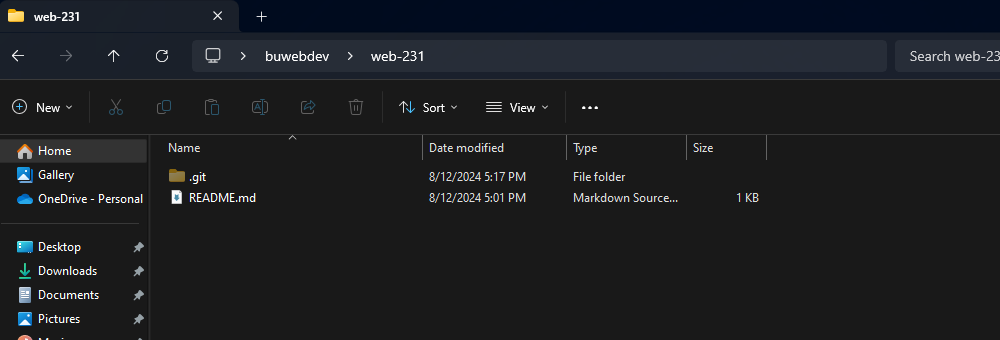 web-231
buwebdev > web-231
Search web-23
New
Sort
View
Name
Date modified
Type
Size
Home
Gallery
OneDrive - Personal
Desktop
Downloads
Documents
Pictures
.git 8/12/2024 5:17 PM File folder
README.md 8/12/2024 5:01 PM Markdown Source... 1 KB